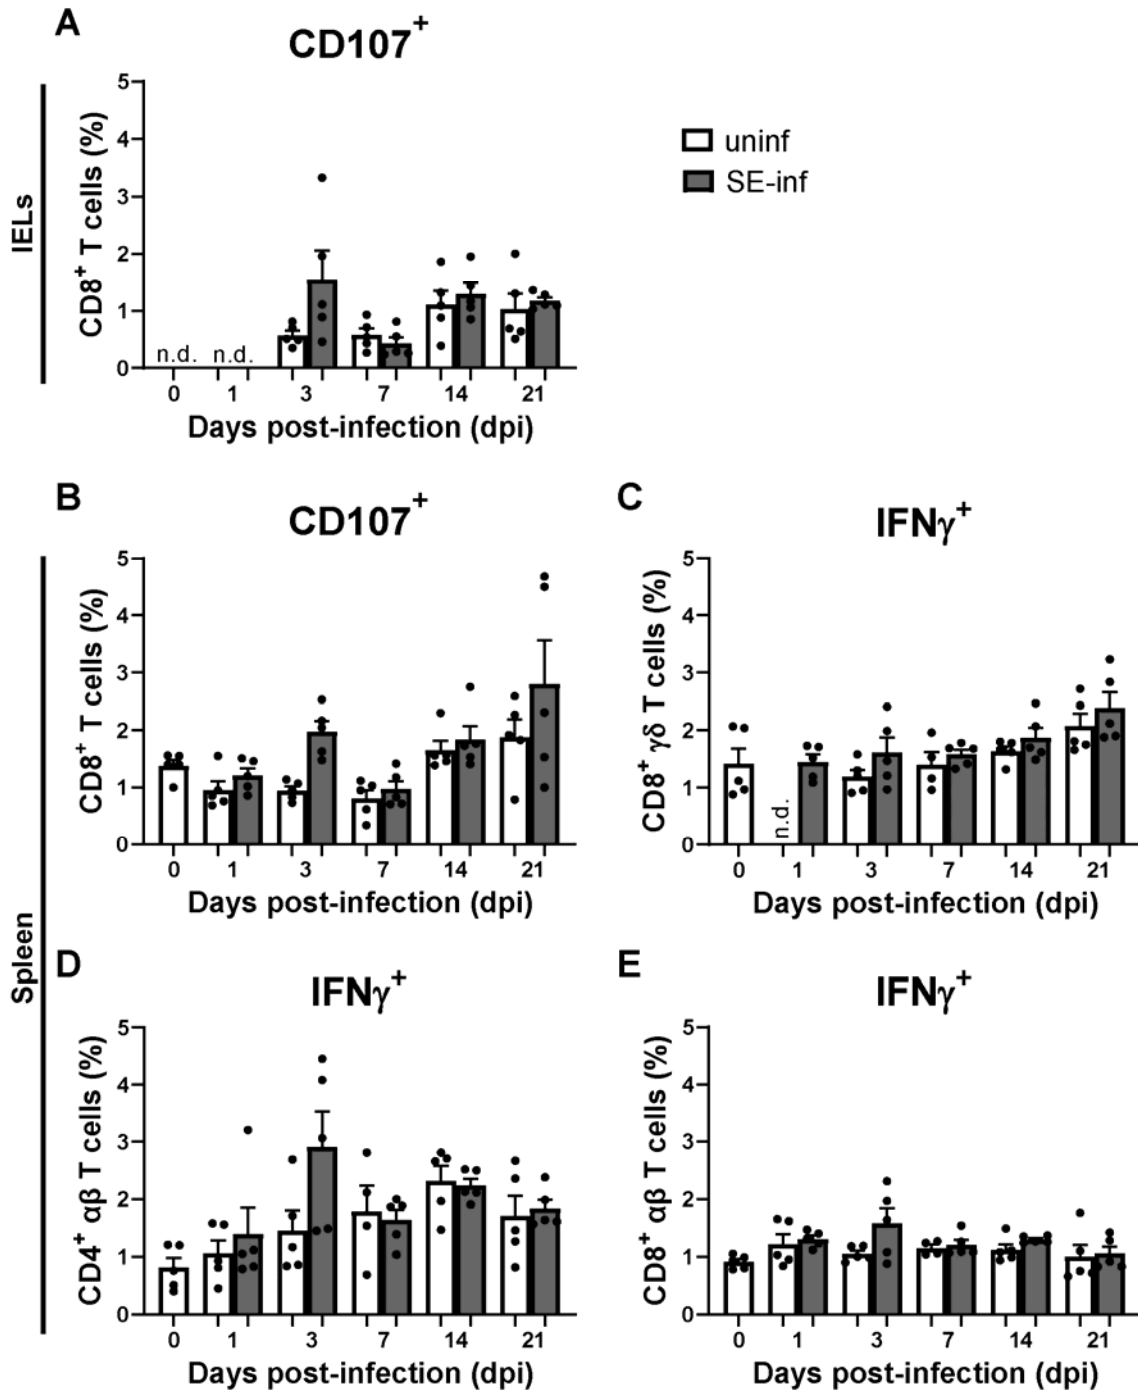 A
CD107⁺
IELs
CD8⁺ T cells (%)
5
4
3
2
1
0
n.d. n.d.
0 1 3 7 14 21
Days post-infection (dpi)
uninf
SE-inf
Spleen
B
CD107⁺
CD8⁺ T cells (%)
5
4
3
2
1
0
0 1 3 7 14 21
Days post-infection (dpi)
C
IFNγ⁺
CD8⁺ γδ T cells (%)
5
4
3
2
1
0
n.d.
0 1 3 7 14 21
Days post-infection (dpi)
D
IFNγ⁺
CD4⁺ αβ T cells (%)
5
4
3
2
1
0
0 1 3 7 14 21
Days post-infection (dpi)
E
IFNγ⁺
CD8⁺ αβ T cells (%)
5
4
3
2
1
0
0 1 3 7 14 21
Days post-infection (dpi)